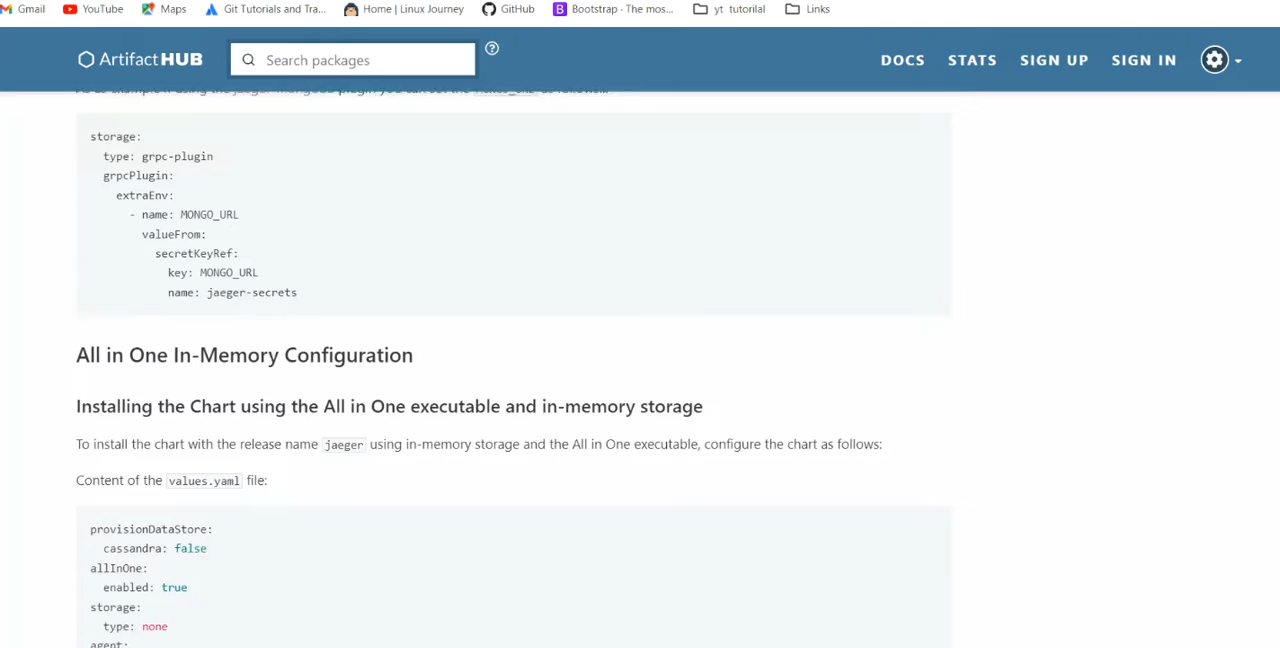 Gmail YouTube Maps Git Tutorials and Tra... Home | Linux Journey GitHub B Bootstrap · The mos... yt tutorilal Links
Artifact HUB Search packages ? DOCS STATS SIGN UP SIGN IN
storage:
type: grpc-plugin
grpcPlugin:
extraEnv:
- name: MONGO_URL
valueFrom:
secretKeyRef:
key: MONGO_URL
name: jaeger-secrets
All in One In-Memory Configuration
Installing the Chart using the All in One executable and in-memory storage
To install the chart with the release name jaeger using in-memory storage and the All in One executable, configure the chart as follows:
Content of the values.yaml file:
provisionDataStore:
cassandra: false
allInOne:
enabled: true
storage:
type: none
agent: